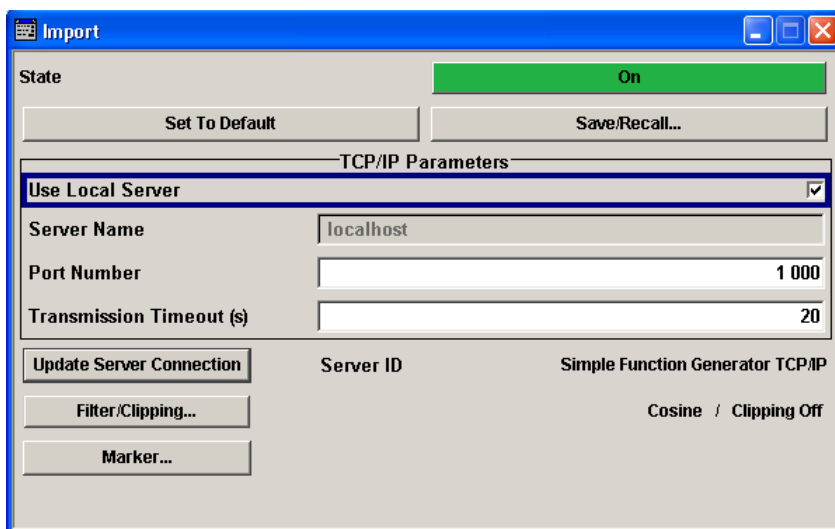 Import
State On
Set To Default Save/Recall...
TCP/IP Parameters
Use Local Server
Server Name localhost
Port Number 1 000
Transmission Timeout (s) 20
Update Server Connection Server ID Simple Function Generator TCP/IP
Filter/Clipping... Cosine / Clipping Off
Marker...